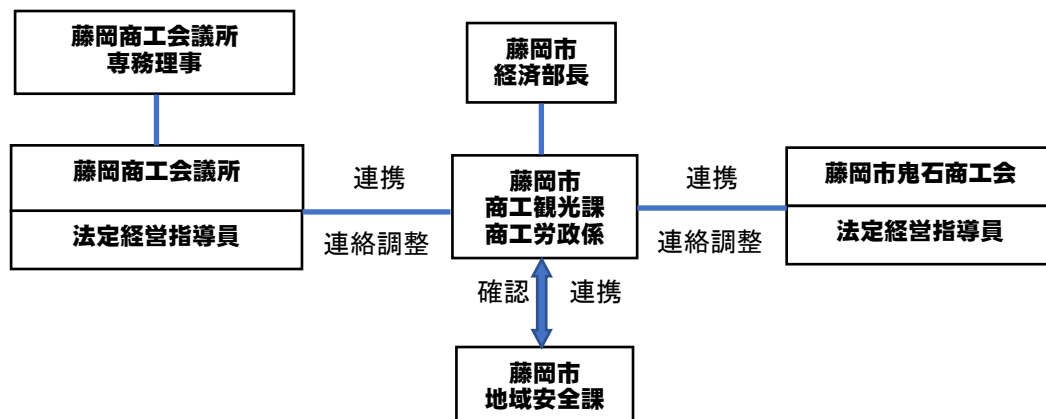 藤岡商工会議所
専務理事
藤岡市
経済部長
藤岡商工会議所
法定経営指導員
連携
連絡調整
藤岡市
商工観光課
商工労政係
連携
連絡調整
藤岡市鬼石商工会
法定経営指導員
確認
連携
藤岡市
地域安全課